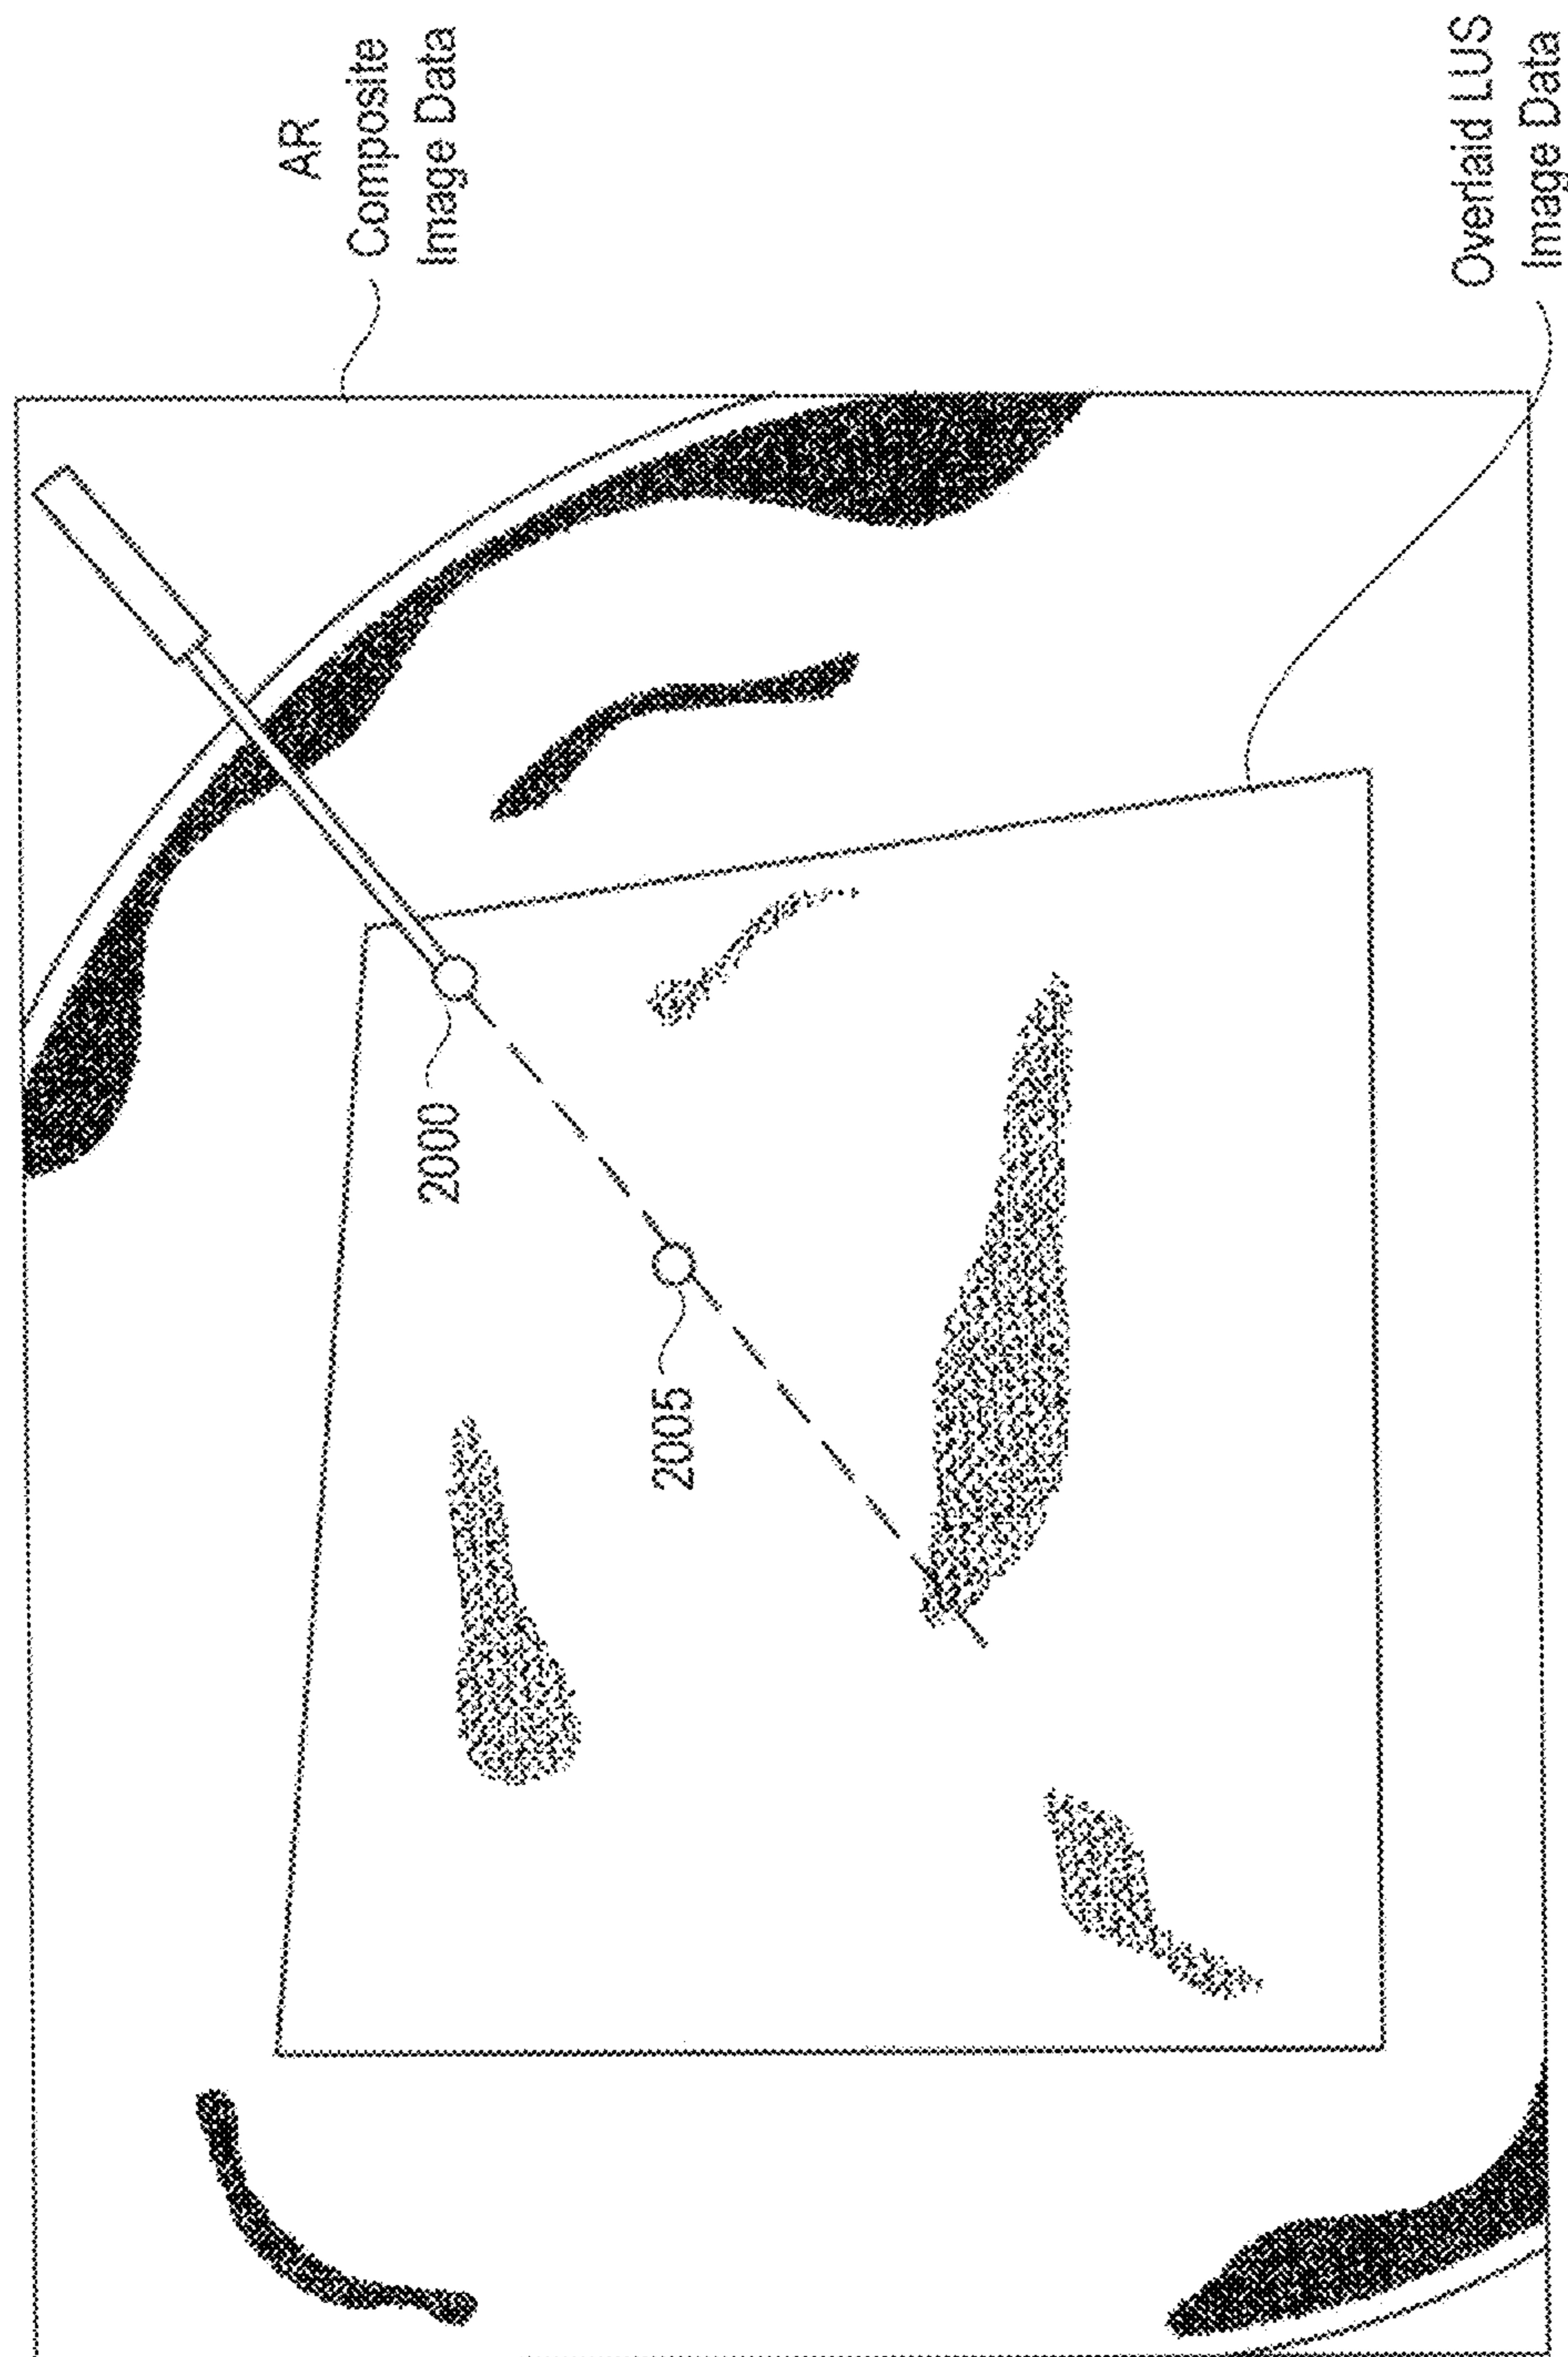 AR
Composite
Image Data
Overlaid LUS
Image Data
2000
2005